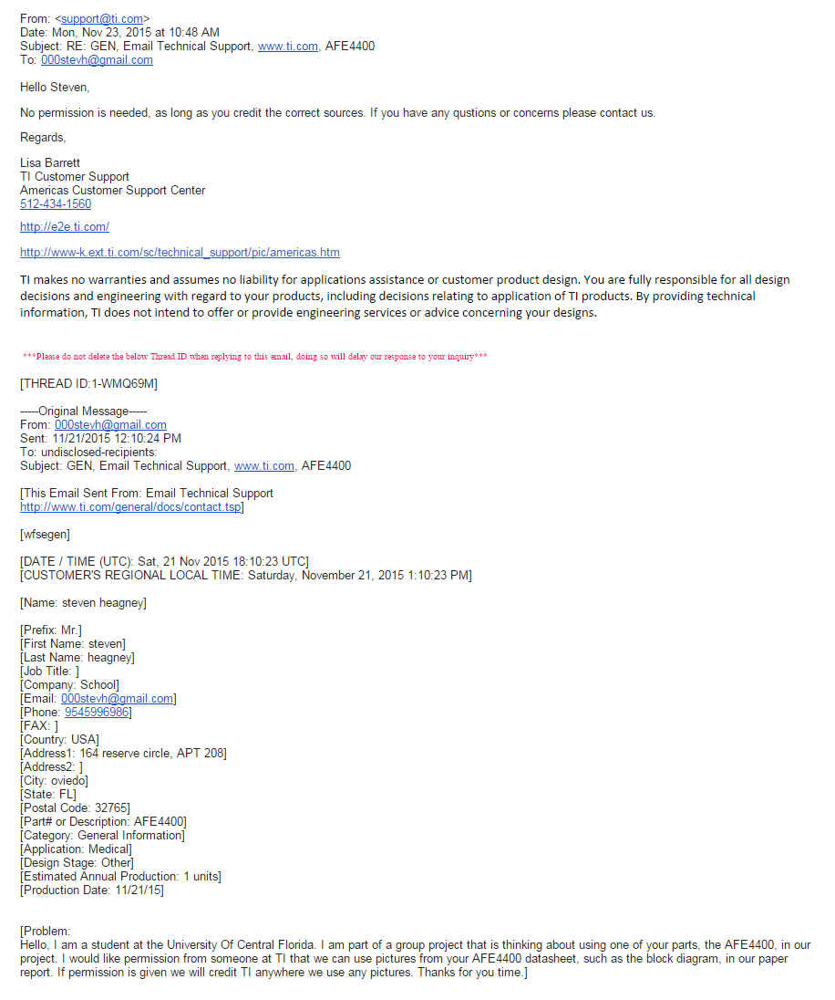 From: <support@ti.com>
Date: Mon, Nov 23, 2015 at 10:48 AM
Subject: RE: GEN, Email Technical Support, www.ti.com, AFE4400
To: 000stevh@gmail.com
Hello Steven,
No permission is needed, as long as you credit the correct sources. If you have any qustions or concerns please contact us.
Regards,
Lisa Barrett
TI Customer Support
Americas Customer Support Center
512-434-1560
http://e2e.ti.com/
http://www-k.ext.ti.com/sc/technical_support/pic/americas.htm
TI makes no warranties and assumes no liability for applications assistance or customer product design. You are fully responsible for all design
decisions and engineering with regard to your products, including decisions relating to application of TI products. By providing technical
information, TI does not intend to offer or provide engineering services or advice concerning your designs.
***Please do not delete the below Thread ID when replying to this email, doing so will delay our response to your inquiry***
[THREAD ID:1-WMQ69M]
-----Original Message-----
From: 000stevh@gmail.com
Sent: 11/21/2015 12:10:24 PM
To: undisclosed-recipients:
Subject: GEN, Email Technical Support, www.ti.com, AFE4400
[This Email Sent From: Email Technical Support
http://www.ti.com/general/docs/contact.tsp]
[wfsegen]
[DATE / TIME (UTC): Sat, 21 Nov 2015 18:10:23 UTC]
[CUSTOMER'S REGIONAL LOCAL TIME: Saturday, November 21, 2015 1:10:23 PM]
[Name: steven heagney]
[Prefix: Mr.]
[First Name: steven]
[Last Name: heagney]
[Job Title: ]
[Company: School]
[Email: 000stevh@gmail.com]
[Phone: 9545996986]
[FAX: ]
[Country: USA]
[Address1: 164 reserve circle, APT 208]
[Address2: ]
[City: oviedo]
[State: FL]
[Postal Code: 32765]
[Part# or Description: AFE4400]
[Category: General Information]
[Application: Medical]
[Design Stage: Other]
[Estimated Annual Production: 1 units]
[Production Date: 11/21/15]
[Problem:
Hello, I am a student at the University Of Central Florida. I am part of a group project that is thinking about using one of your parts, the AFE4400, in our
project. I would like permission from someone at TI that we can use pictures from your AFE4400 datasheet, such as the block diagram, in our paper
report. If permission is given we will credit TI anywhere we use any pictures. Thanks for you time.]